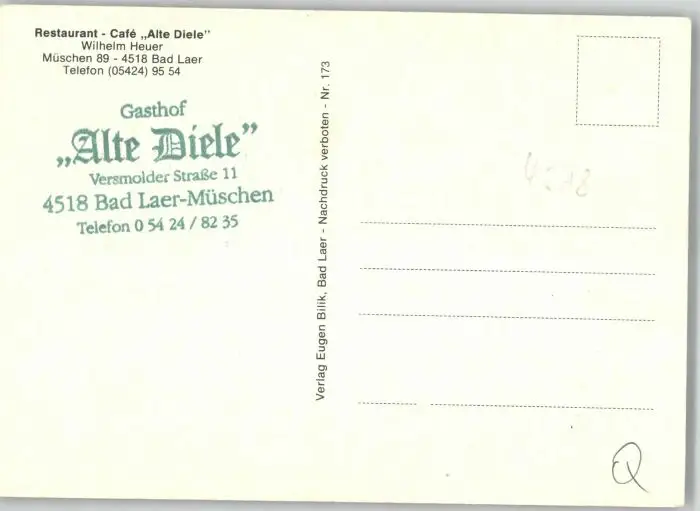 Restaurant - Café „Alte Diele"
Wilhelm Heuer
Müschen 89 - 4518 Bad Laer
Telefon (05424) 95 54
Gasthof
„Alte Diele"
Versmolder Straße 11
4518 Bad Laer-Müschen
Telefon 0 54 24 / 82 35
Verlag Eugen Bilik, Bad Laer - Nachdruck verboten - Nr. 173
Q